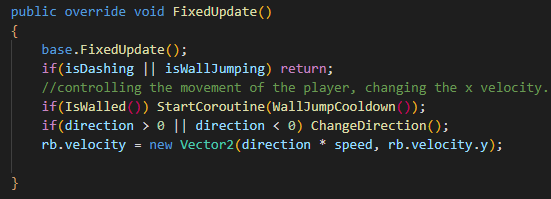 public override void FixedUpdate()
{
    base.FixedUpdate();
    if(isDashing || isWallJumping) return;
    //controlling the movement of the player, changing the x velocity.
    if(IsWalled()) StartCoroutine(WallJumpCooldown());
    if(direction > 0 || direction < 0) ChangeDirection();
    rb.velocity = new Vector2(direction * speed, rb.velocity.y);
}